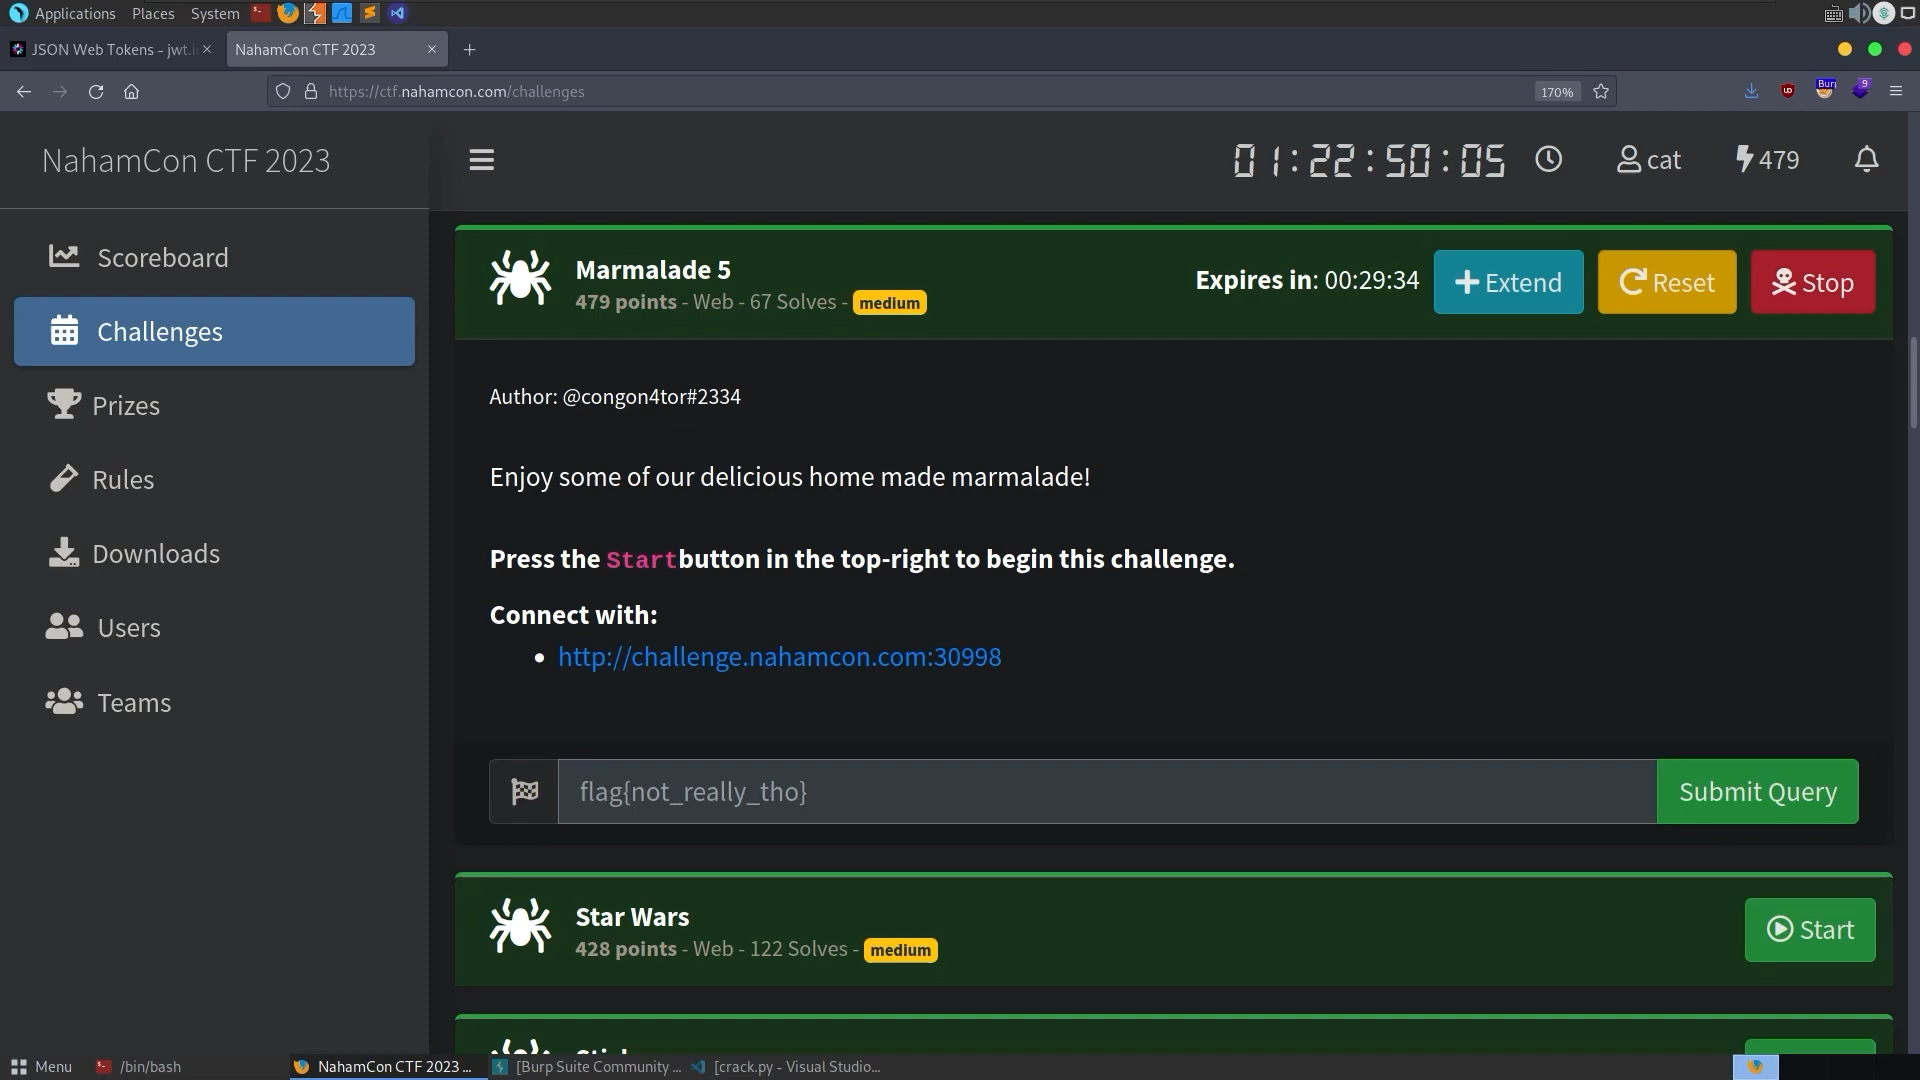 Applications Places System
JSON Web Tokens - jwt.i
NahamCon CTF 2023
https://ctf.nahamcon.com/challenges
170%
NahamCon CTF 2023
01:22:50:05
cat
479
Scoreboard
Challenges
Prizes
Rules
Downloads
Users
Teams
Marmalade 5
479 points - Web - 67 Solves - medium
Expires in: 00:29:34
Extend
Reset
Stop
Author: @congon4tor#2334
Enjoy some of our delicious home made marmalade!
Press the Start button in the top-right to begin this challenge.
Connect with:
http://challenge.nahamcon.com:30998
flag{not_really_tho}
Submit Query
Star Wars
428 points - Web - 122 Solves - medium
Start
Menu
/bin/bash
NahamCon CTF 2023 ...
[Burp Suite Community ...
[crack.py - Visual Studio...